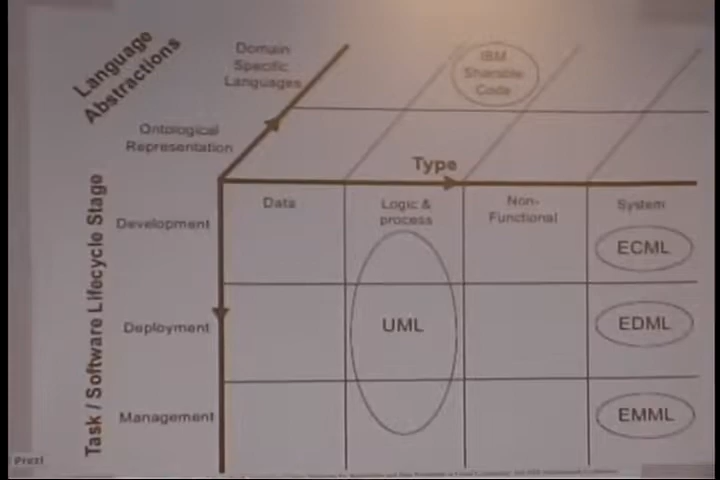 Language
Abstractions
Domain
Specific
Languages
IBM
Sharable
Code
Ontological
Representation
Type
Task / Software Lifecycle Stage
Data
Logic &
process
Non-
Functional
System
Development
ECML
Deployment
UML
EDML
Management
EMML
Prezi